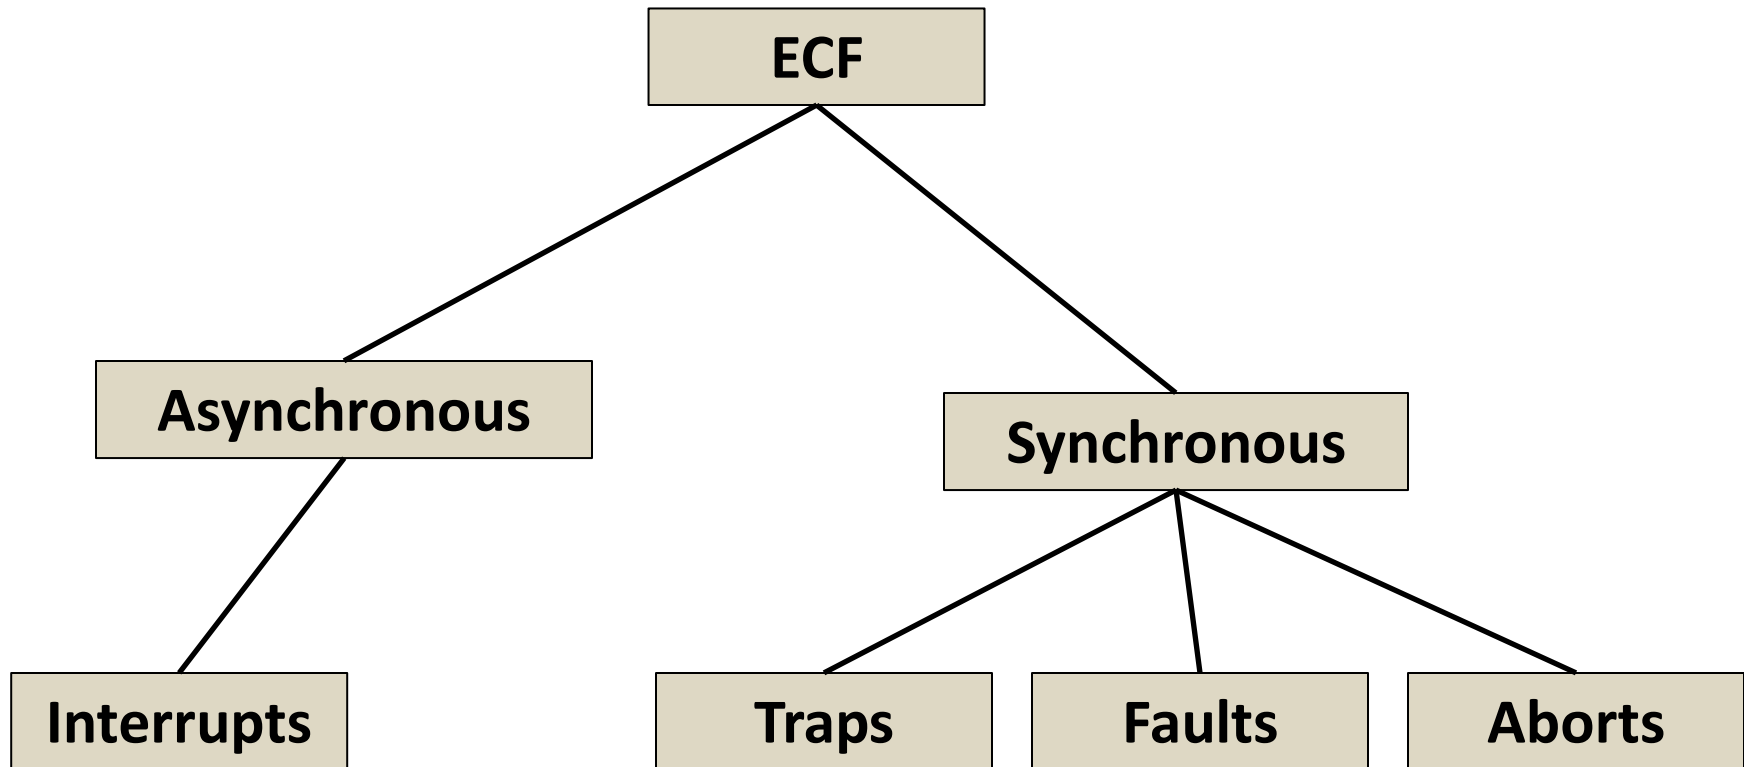 ECF
Asynchronous
Synchronous
Interrupts
Traps
Faults
Aborts